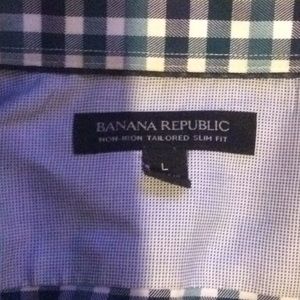 BANANA REPUBLIC
NON-IRON TAILORED SLIM FIT
L